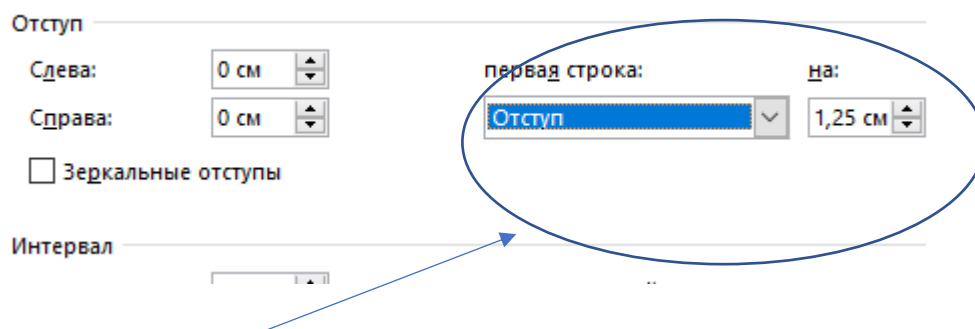 Отступ
Слева: 0 см первая строка: на:
Справа: 0 см Отступ 1,25 см
Зеркальные отступы
Интервал